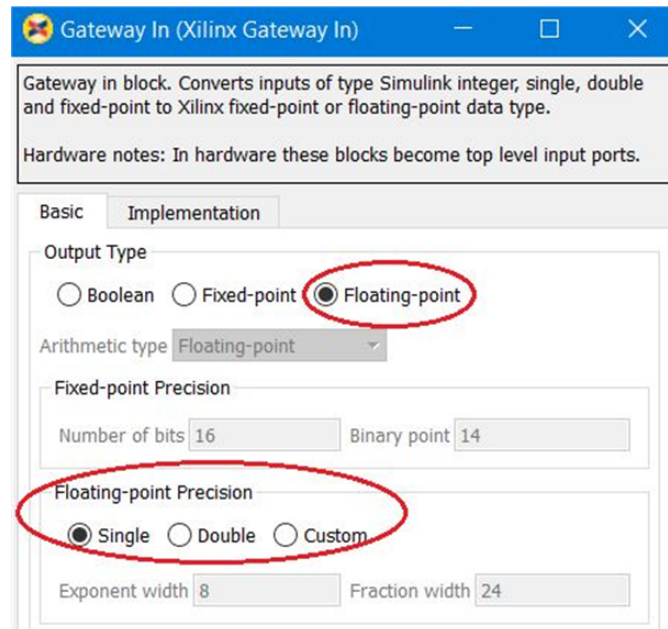 Gateway In (Xilinx Gateway In)
Gateway in block. Converts inputs of type Simulink integer, single, double
and fixed-point to Xilinx fixed-point or floating-point data type.
Hardware notes: In hardware these blocks become top level input ports.
Basic Implementation
Output Type
Boolean Fixed-point Floating-point
Arithmetic type Floating-point
Fixed-point Precision
Number of bits 16 Binary point 14
Floating-point Precision
Single Double Custom
Exponent width 8 Fraction width 24